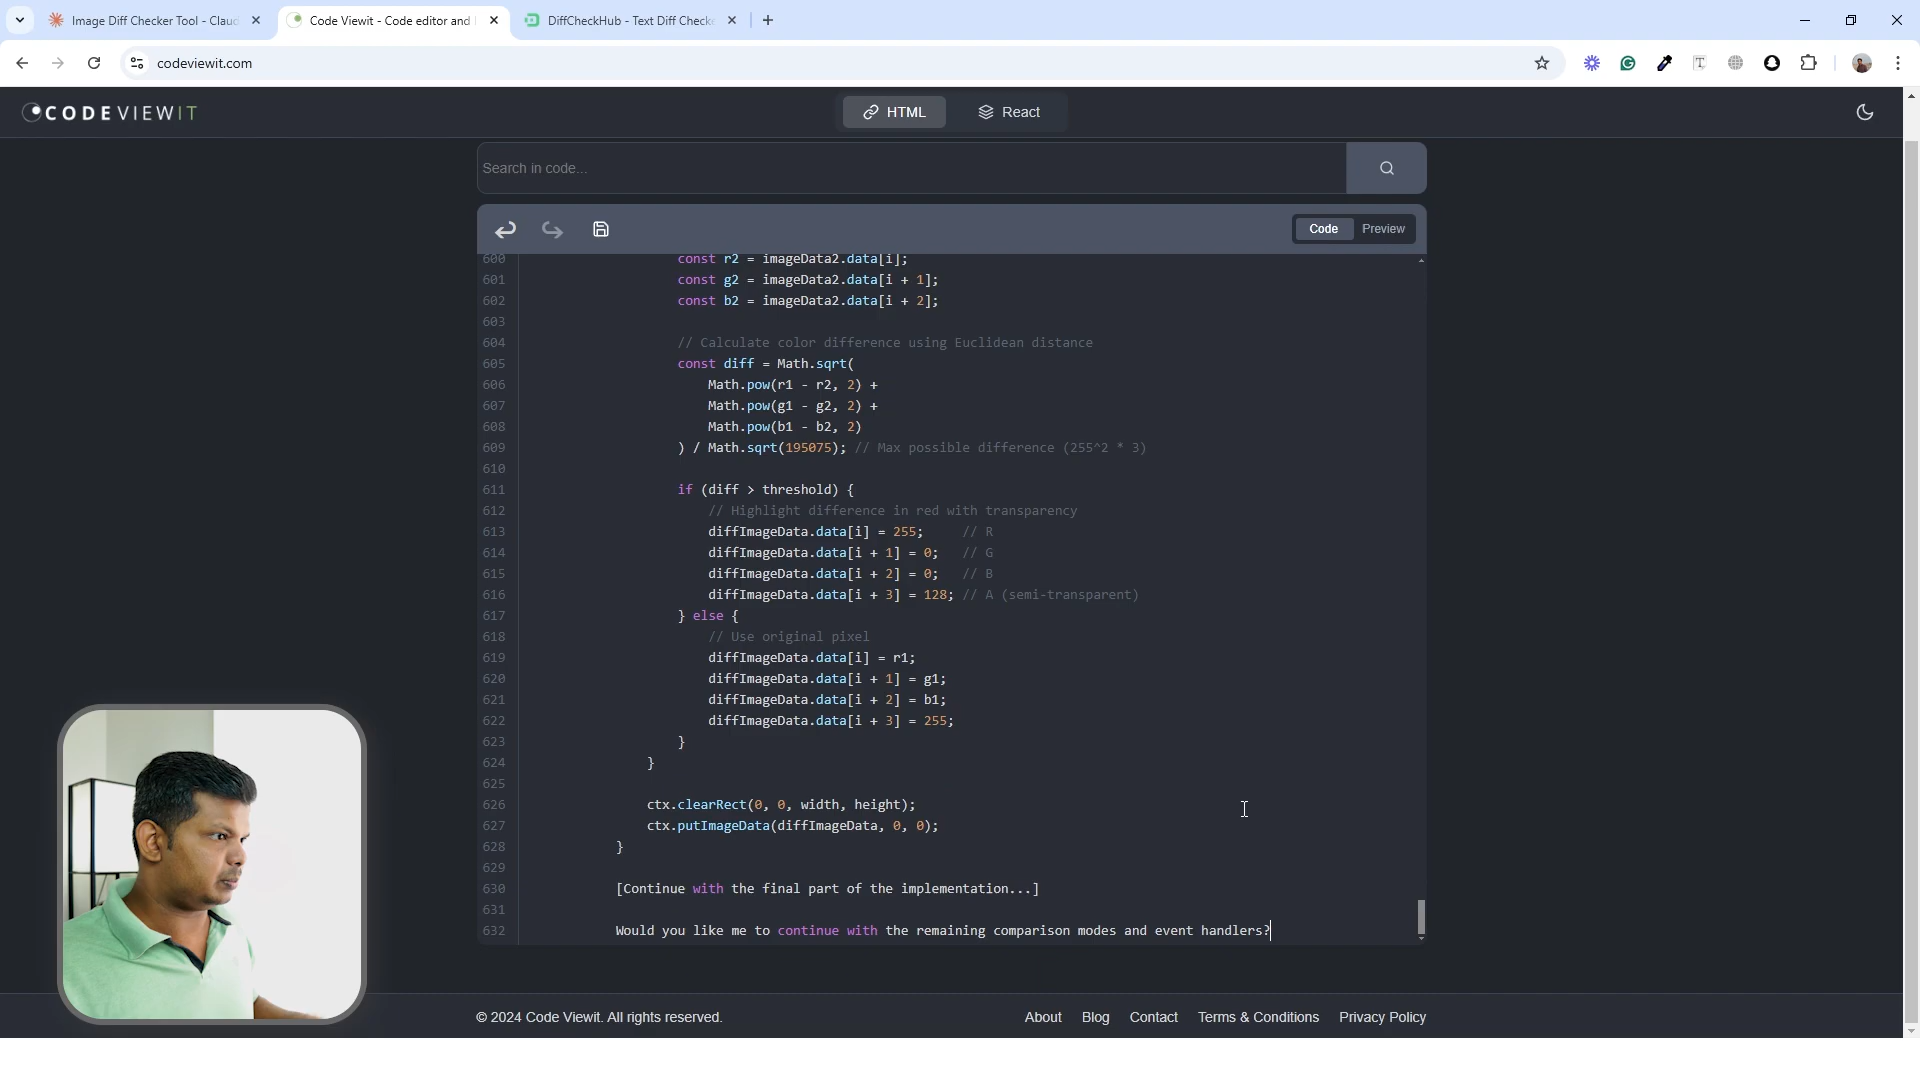 Image Diff Checker Tool - Claud
Code Viewit - Code editor and
DiffCheckHub - Text Diff Checke
codeviewit.com
CODEVIEWIT
HTML
React
Search in code...
Code
Preview
600 const r2 = imageData2.data[i];
601 const g2 = imageData2.data[i + 1];
602 const b2 = imageData2.data[i + 2];
603
604 // Calculate color difference using Euclidean distance
605 const diff = Math.sqrt(
606 Math.pow(r1 - r2, 2) +
607 Math.pow(g1 - g2, 2) +
608 Math.pow(b1 - b2, 2)
609 ) / Math.sqrt(195075); // Max possible difference (255^2 * 3)
610
611 if (diff > threshold) {
612 // Highlight difference in red with transparency
613 diffImageData.data[i] = 255; // R
614 diffImageData.data[i + 1] = 0; // G
615 diffImageData.data[i + 2] = 0; // B
616 diffImageData.data[i + 3] = 128; // A (semi-transparent)
617 } else {
618 // Use original pixel
619 diffImageData.data[i] = r1;
620 diffImageData.data[i + 1] = g1;
621 diffImageData.data[i + 2] = b1;
622 diffImageData.data[i + 3] = 255;
623 }
624 }
625
626 ctx.clearRect(0, 0, width, height);
627 ctx.putImageData(diffImageData, 0, 0);
628 }
629
630 [Continue with the final part of the implementation...]
631
632 Would you like me to continue with the remaining comparison modes and event handlers?
© 2024 Code Viewit. All rights reserved.
About
Blog
Contact
Terms & Conditions
Privacy Policy